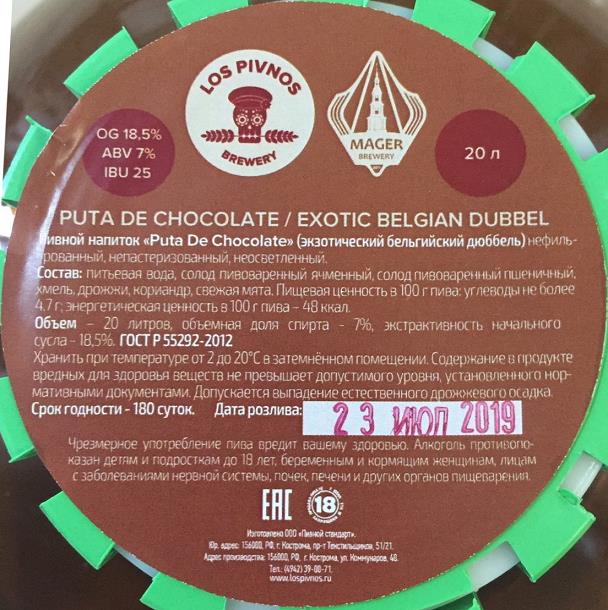 LOS PIVNOS
BREWERY
MAGER
BREWERY
OG 18,5%
ABV 7%
IBU 25
20 л
PUTA DE CHOCOLATE / EXOTIC BELGIAN DUBBEL
Пивной напиток «Puta De Chocolate» (экзотический бельгийский дюббель) нефиль-
трованный, непастеризованный, неосветленный.
Состав: питьевая вода, солод пивоваренный ячменный, солод пивоваренный пшеничный,
хмель, дрожжи, кориандр, свежая мята. Пищевая ценность в 100 г пива: углеводы не более
4,7 г; энергетическая ценность в 100 г пива – 48 ккал.
Объем – 20 литров, объемная доля спирта - 7%, экстрактивность начального
сусла - 18,5%. ГОСТ Р 55292-2012
Хранить при температуре от 2 до 20°С в затемнённом помещении. Содержание в продукте
вредных для здоровья веществ не превышает допустимого уровня, установленного нор-
мативными документами. Допускается выпадение естественного дрожжевого осадка.
Срок годности - 180 суток. Дата розлива: 23 ИЮЛ 2019
Чрезмерное употребление пива вредит вашему здоровью. Алкоголь противопо-
казан детям и подросткам до 18 лет, беременным и кормящим женщинам, лицам
с заболеваниями нервной системы, почек, печени и других органов пищеварения.
EAC 18
Изготовлено ООО «Пивной стандарт».
Юр. адрес: 156000, РФ, г. Кострома, пр-т Текстильщиков, 51/21.
Адрес производства: 156000, РФ, г. Кострома, ул. Коммунаров, 40.
Тел.: (4942) 39-00-71.
www.lospivnos.ru